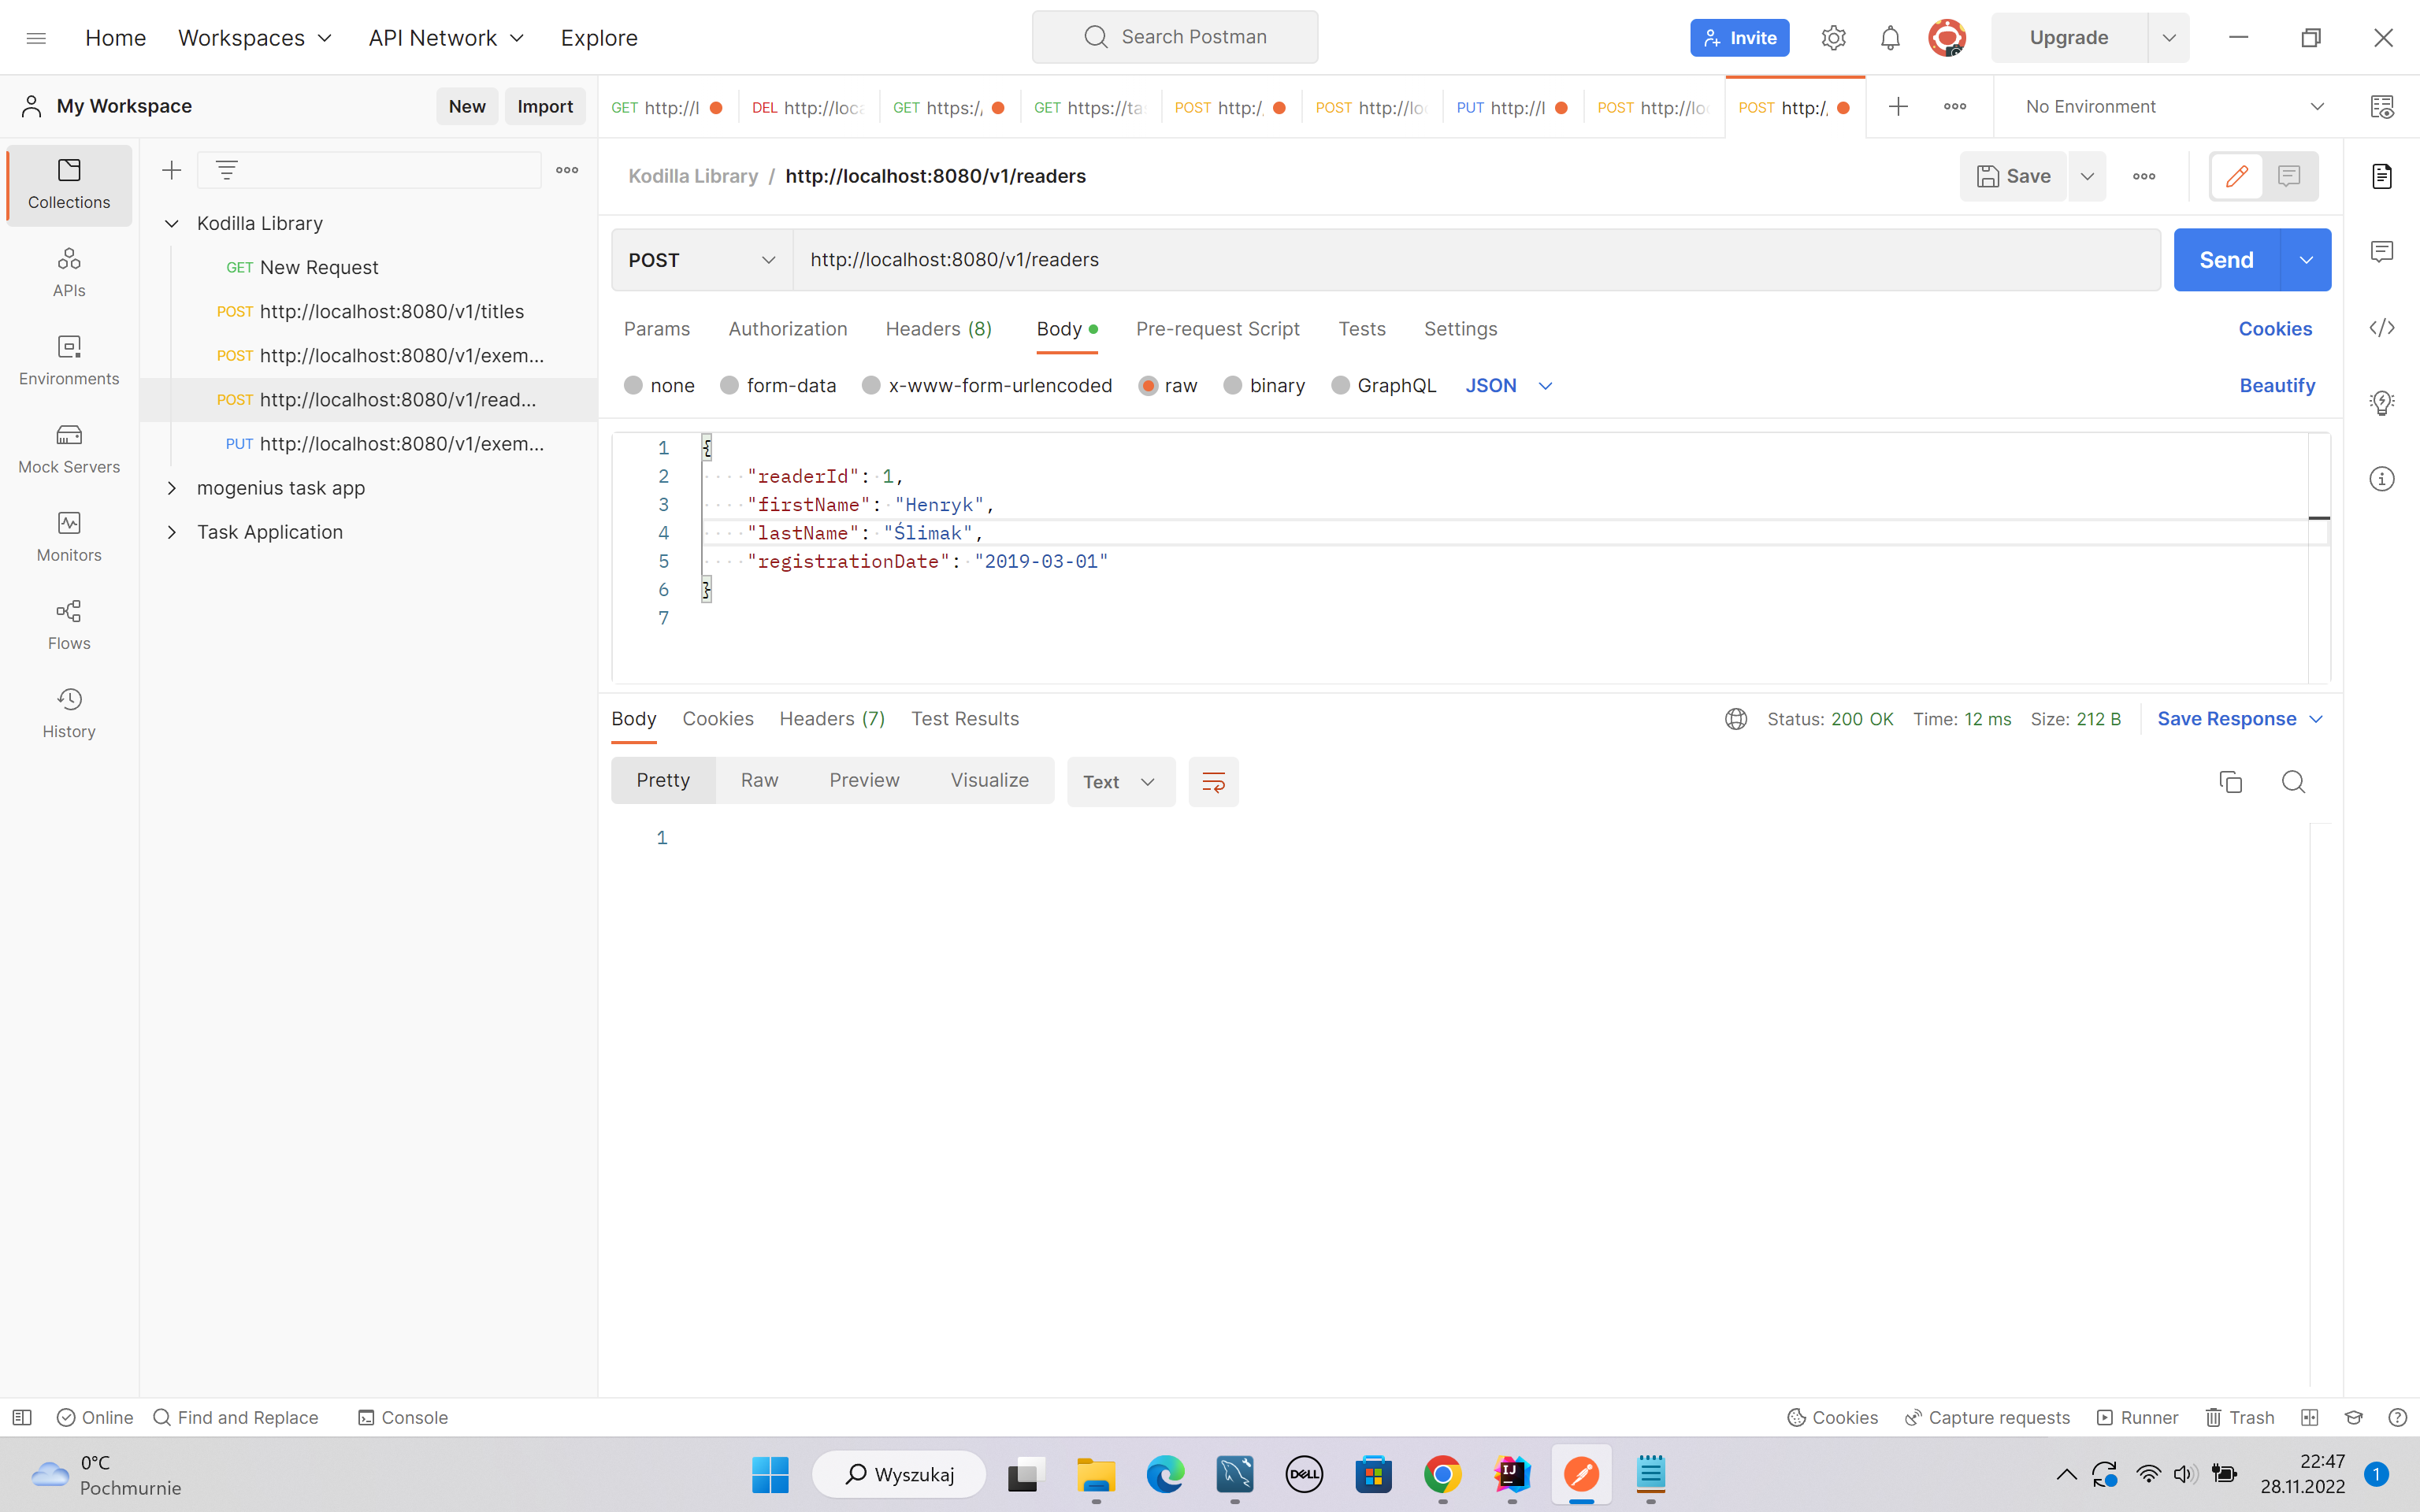 Home Workspaces API Network Explore Search Postman Invite Upgrade
My Workspace New Import GET http://l DEL http://loca GET https:/ GET https://ta POST http:/ POST http://lo PUT http://l POST http://lo POST http:/ No Environment
Collections
APIs
Environments
Mock Servers
Monitors
Flows
History
Kodilla Library
GET New Request
POST http://localhost:8080/v1/titles
POST http://localhost:8080/v1/exem...
POST http://localhost:8080/v1/read...
PUT http://localhost:8080/v1/exem...
mogenius task app
Task Application
Kodilla Library / http://localhost:8080/v1/readers Save
POST http://localhost:8080/v1/readers Send
Params Authorization Headers (8) Body Pre-request Script Tests Settings Cookies
none form-data x-www-form-urlencoded raw binary GraphQL JSON Beautify
1 {
2 "readerId": 1,
3 "firstName": "Henryk",
4 "lastName": "Ślimak",
5 "registrationDate": "2019-03-01"
6 }
7
Body Cookies Headers (7) Test Results Status: 200 OK Time: 12 ms Size: 212 B Save Response
Pretty Raw Preview Visualize Text
1
Online Find and Replace Console Cookies Capture requests Runner Trash
0°C
Pochmurnie
Wyszukaj
DELL
IJ
22:47
28.11.2022
1